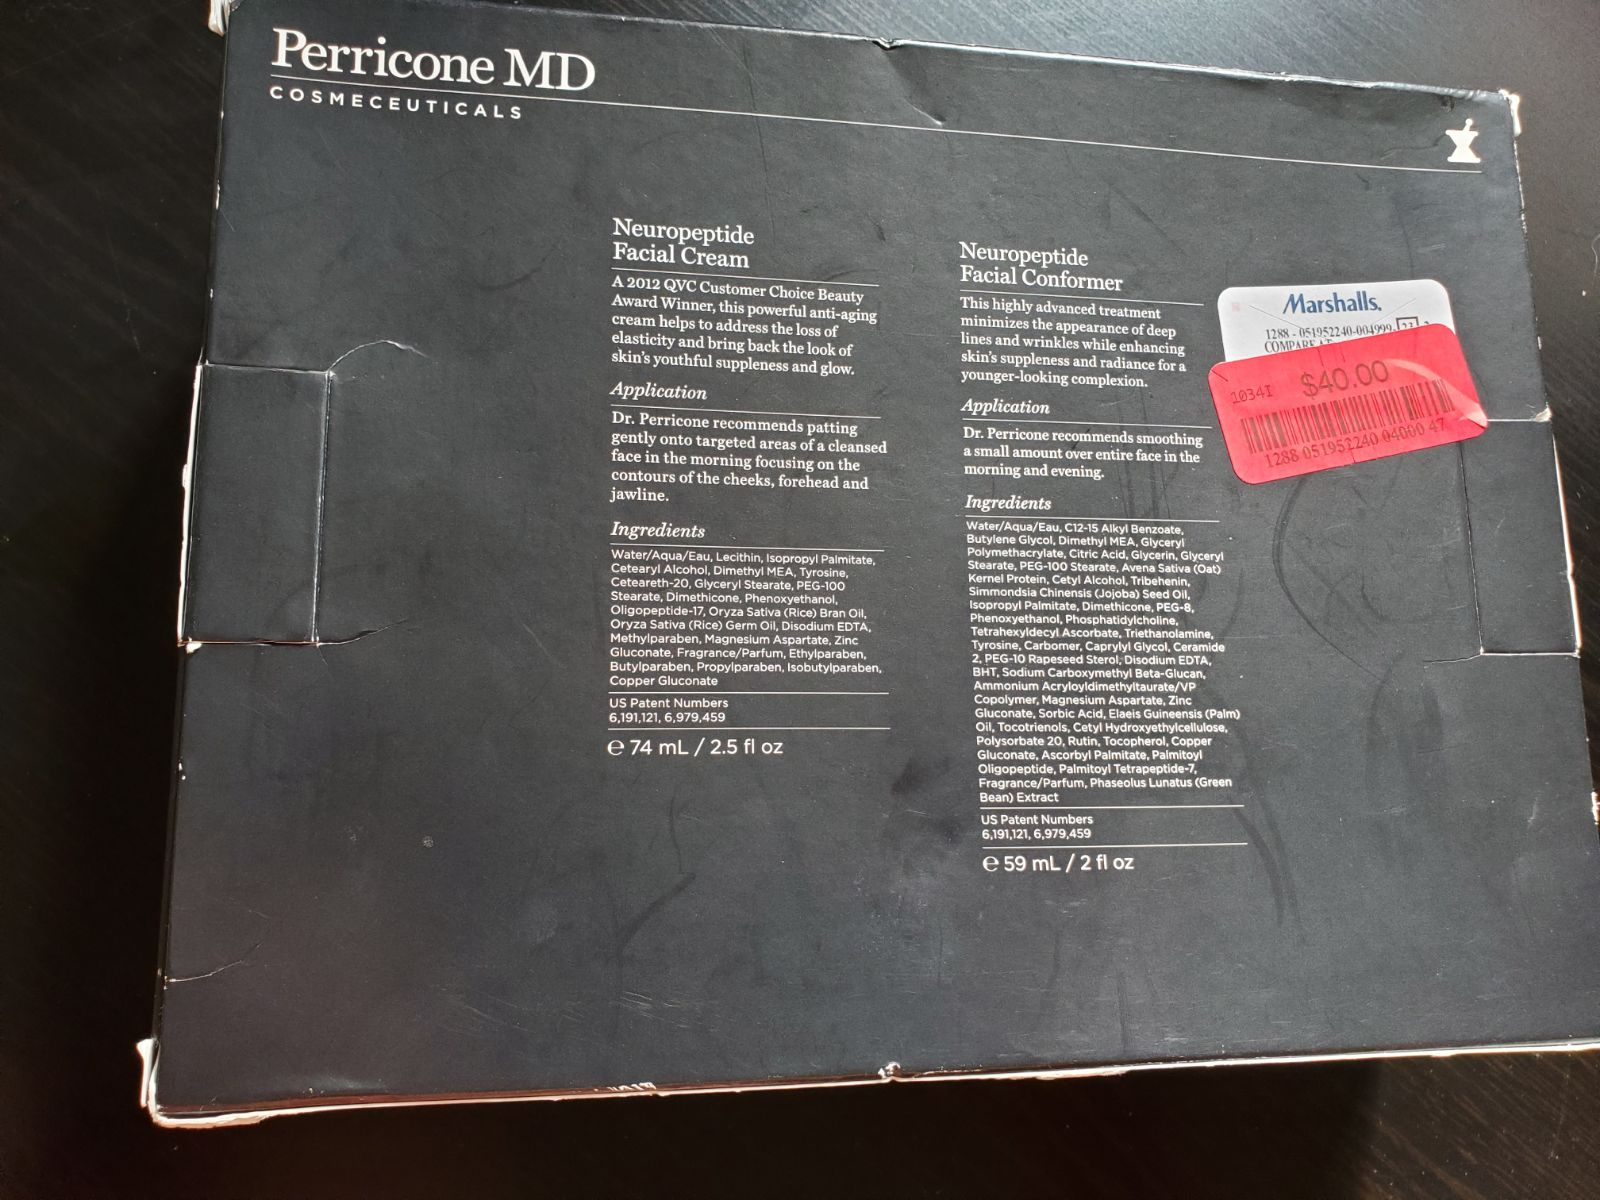 Perricone MD
COSMECEUTICALS
Neuropeptide
Facial Cream
A 2012 QVC Customer Choice Beauty
Award Winner, this powerful anti-aging
cream helps to address the loss of
elasticity and bring back the look of
skin's youthful suppleness and glow.
Application
Dr. Perricone recommends patting
gently onto targeted areas of a cleansed
face in the morning focusing on the
contours of the cheeks, forehead and
jawline.
Ingredients
Water/Aqua/Eau, Lecithin, Isopropyl Palmitate,
Cetearyl Alcohol, Dimethyl MEA, Tyrosine,
Ceteareth-20, Glyceryl Stearate, PEG-100
Stearate, Dimethicone, Phenoxyethanol,
Oligopeptide-17, Oryza Sativa (Rice) Bran Oil,
Oryza Sativa (Rice) Germ Oil, Disodium EDTA,
Methylparaben, Magnesium Aspartate, Zinc
Gluconate, Fragrance/Parfum, Ethylparaben,
Butylparaben, Propylparaben, Isobutylparaben,
Copper Gluconate
US Patent Numbers
6,191,121, 6,979,459
℮ 74 mL / 2.5 fl oz
Neuropeptide
Facial Conformer
This highly advanced treatment
minimizes the appearance of deep
lines and wrinkles while enhancing
skin's suppleness and radiance for a
younger-looking complexion.
Application
Dr. Perricone recommends smoothing
a small amount over entire face in the
morning and evening.
Ingredients
Water/Aqua/Eau, C12-15 Alkyl Benzoate,
Butylene Glycol, Dimethyl MEA, Glyceryl
Polymethacrylate, Citric Acid, Glycerin, Glyceryl
Stearate, PEG-100 Stearate, Avena Sativa (Oat)
Kernel Protein, Cetyl Alcohol, Tribehenin,
Simmondsia Chinensis (Jojoba) Seed Oil,
Isopropyl Palmitate, Dimethicone, PEG-8,
Phenoxyethanol, Phosphatidylcholine,
Tetrahexyldecyl Ascorbate, Triethanolamine,
Tyrosine, Carbomer, Caprylyl Glycol, Ceramide
2, PEG-10 Rapeseed Sterol, Disodium EDTA,
BHT, Sodium Carboxymethyl Beta-Glucan,
Ammonium Acryloyldimethyltaurate/VP
Copolymer, Magnesium Aspartate, Zinc
Gluconate, Sorbic Acid, Elaeis Guineensis (Palm)
Oil, Tocotrienols, Cetyl Hydroxyethylcellulose,
Polysorbate 20, Rutin, Tocopherol, Copper
Gluconate, Ascorbyl Palmitate, Palmitoyl
Oligopeptide, Palmitoyl Tetrapeptide-7,
Fragrance/Parfum, Phaseolus Lunatus (Green
Bean) Extract
US Patent Numbers
6,191,121, 6,979,459
℮ 59 mL / 2 fl oz
Marshalls.
1288 - 051952240-004999-
COMPARE AT
1034I $40.00
1288 051952240 04000 47